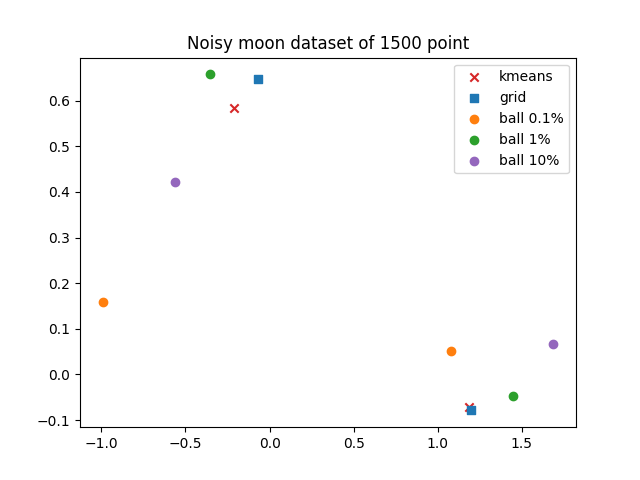 Noisy moon dataset of 1500 point
kmeans
grid
ball 0.1%
ball 1%
ball 10%
0.6
0.5
0.4
0.3
0.2
0.1
0.0
−0.1
−1.0 −0.5 0.0 0.5 1.0 1.5